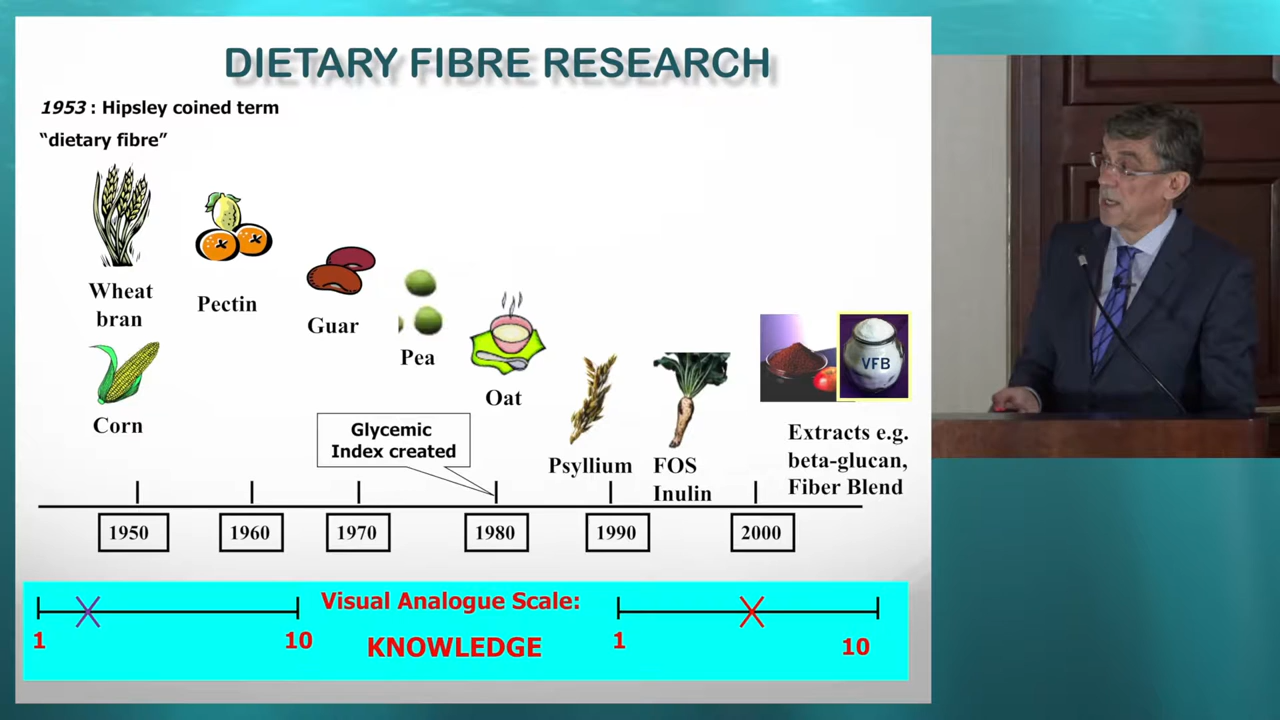 DIETARY FIBRE RESEARCH
1953 : Hipsley coined term
“dietary fibre”
Wheat
bran
Pectin
Guar
Pea
Oat
Corn
Psyllium
FOS
Inulin
VFB
Extracts e.g.
beta-glucan,
Fiber Blend
Glycemic
Index created
1950
1960
1970
1980
1990
2000
Visual Analogue Scale:
KNOWLEDGE
1
10
1
10